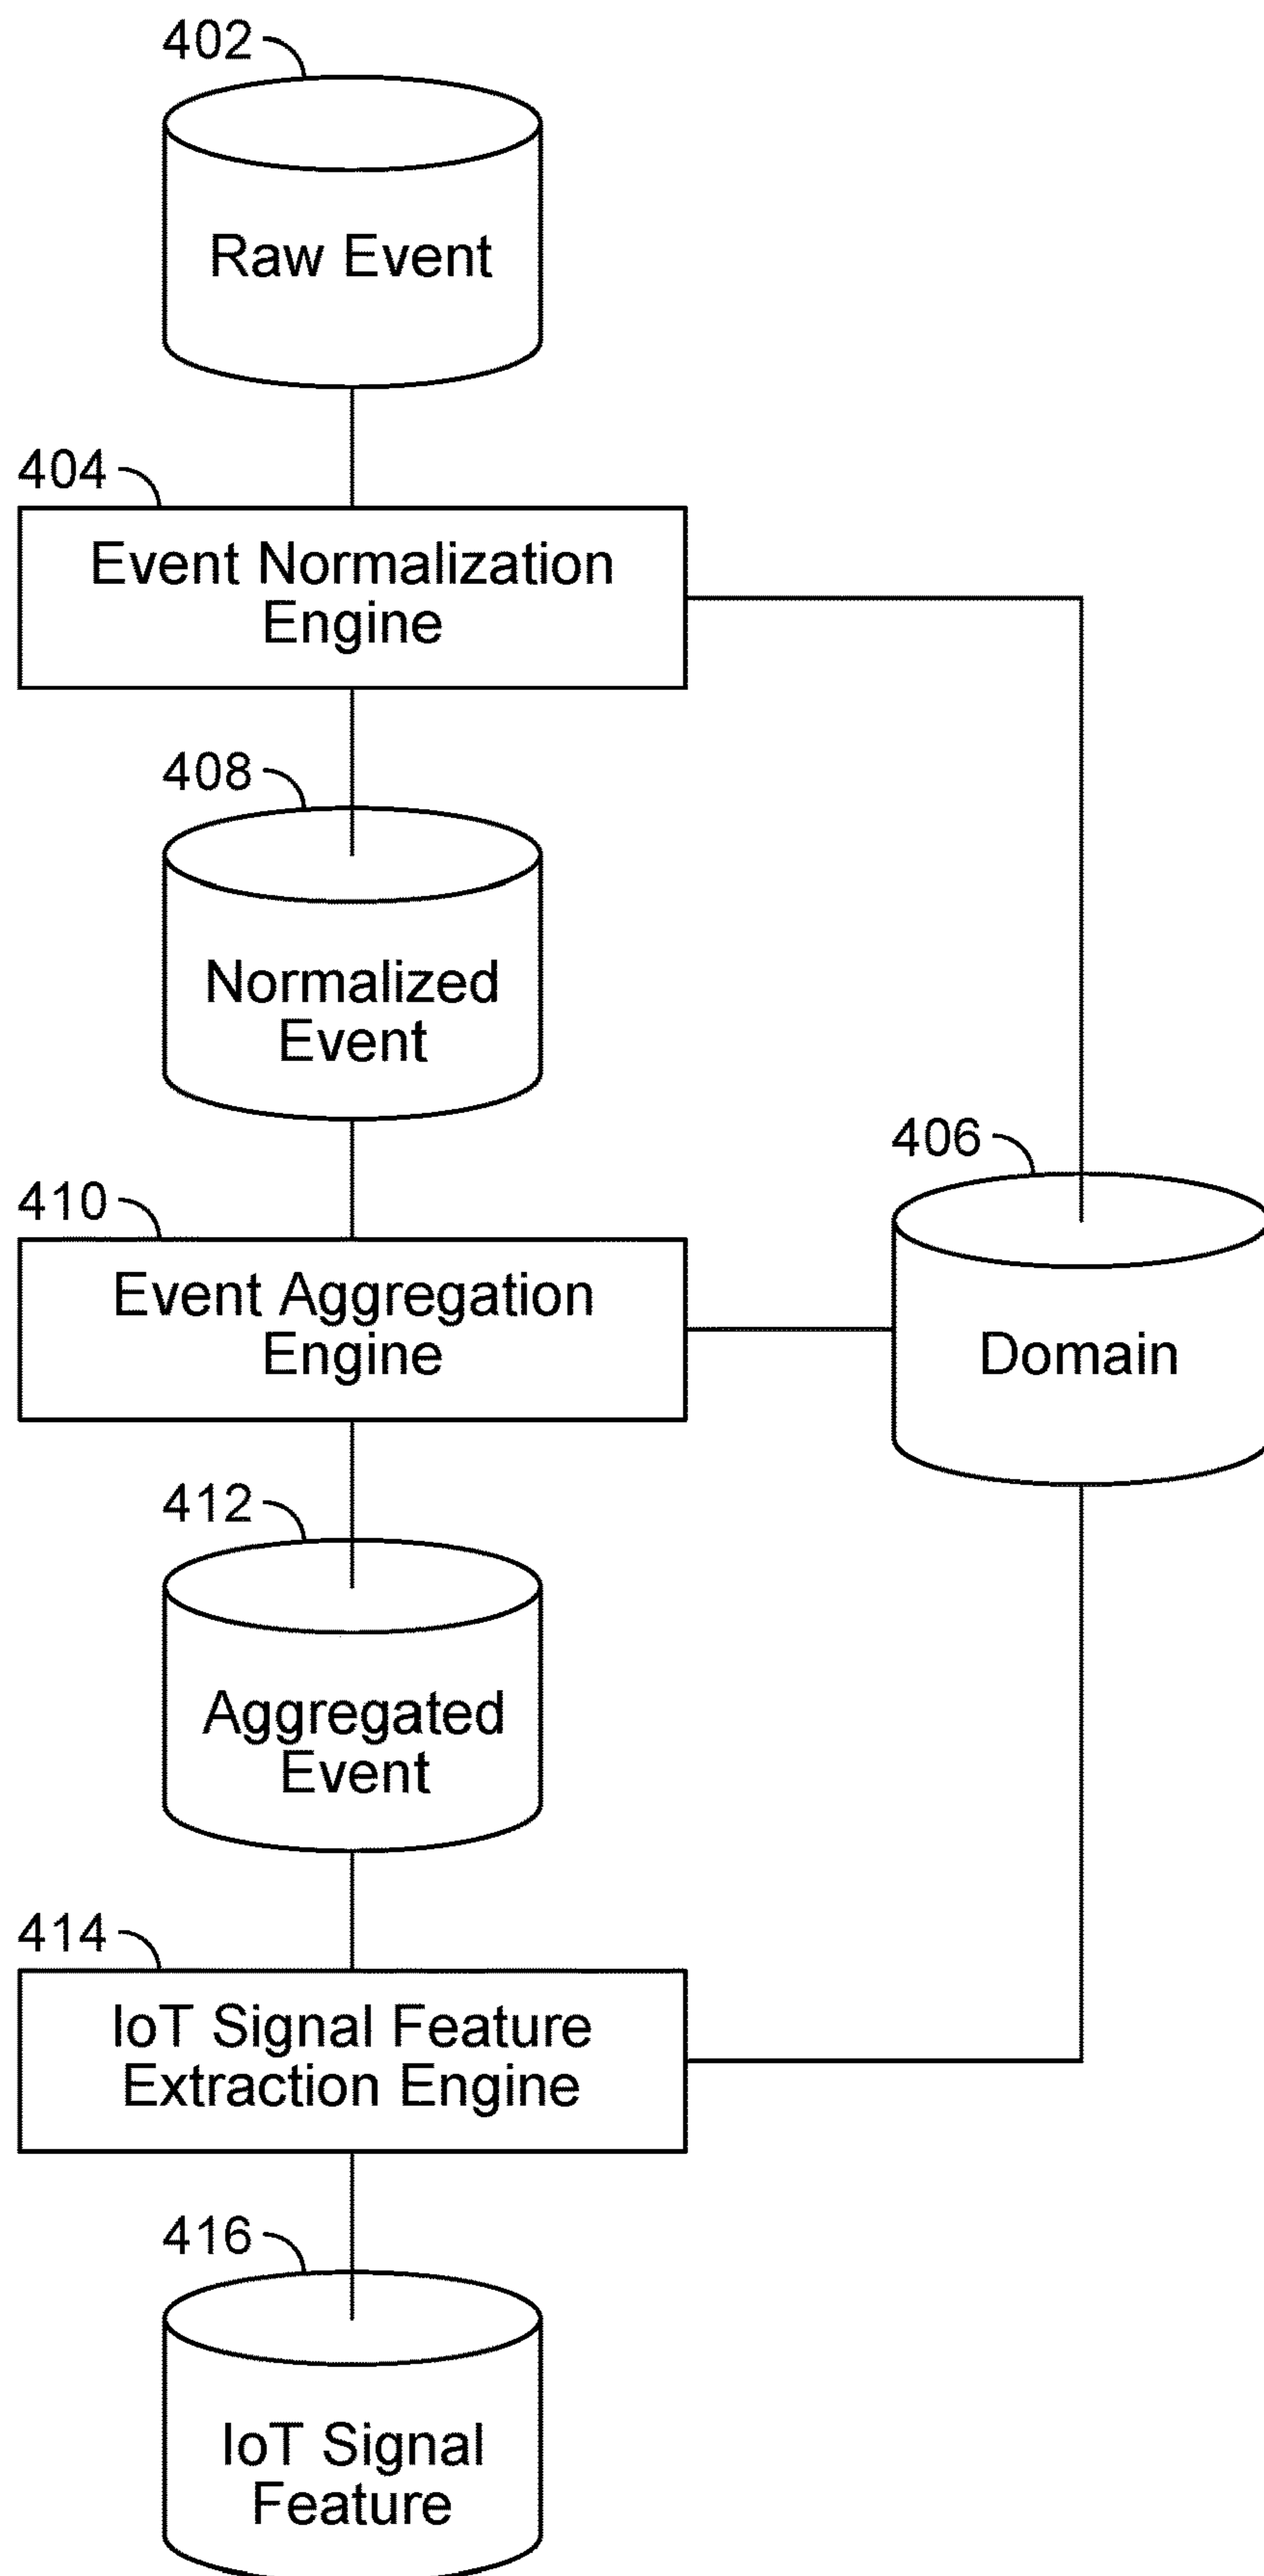 402
Raw Event
404
Event Normalization
Engine
408
Normalized
Event
406
410
Event Aggregation
Engine
Domain
412
Aggregated
Event
414
IoT Signal Feature
Extraction Engine
416
IoT Signal
Feature